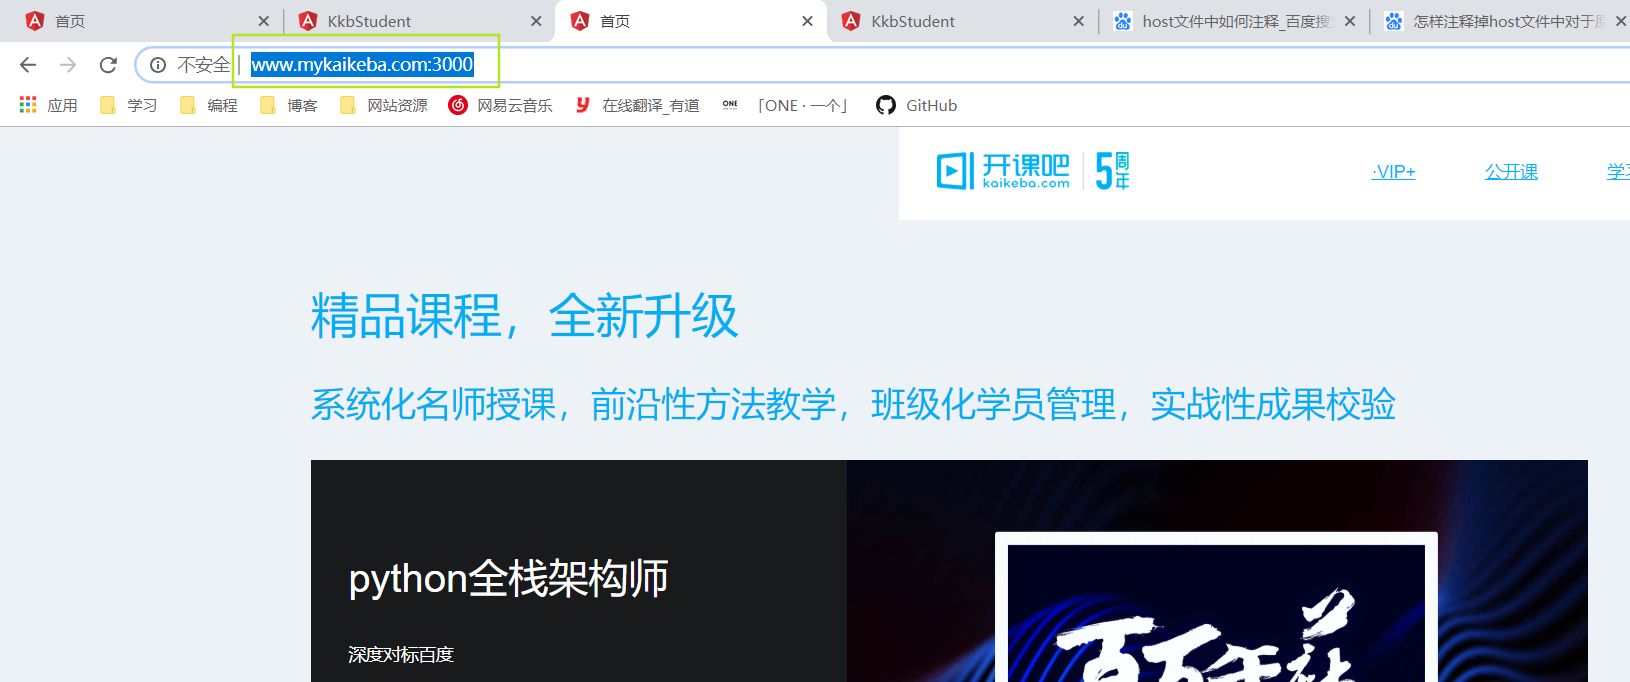 首页
KkbStudent
首页
KkbStudent
host文件中如何注释_百度搜
怎样注释掉host文件中对于
不安全 | www.mykaikeba.com:3000
应用 学习 编程 博客 网站资源 网易云音乐 在线翻译_有道 ONE 「ONE · 一个」 GitHub
开课吧 kaikeba.com 5周年
·VIP+ 公开课 学习
精品课程，全新升级
系统化名师授课，前沿性方法教学，班级化学员管理，实战性成果校验
python全栈架构师
深度对标百度